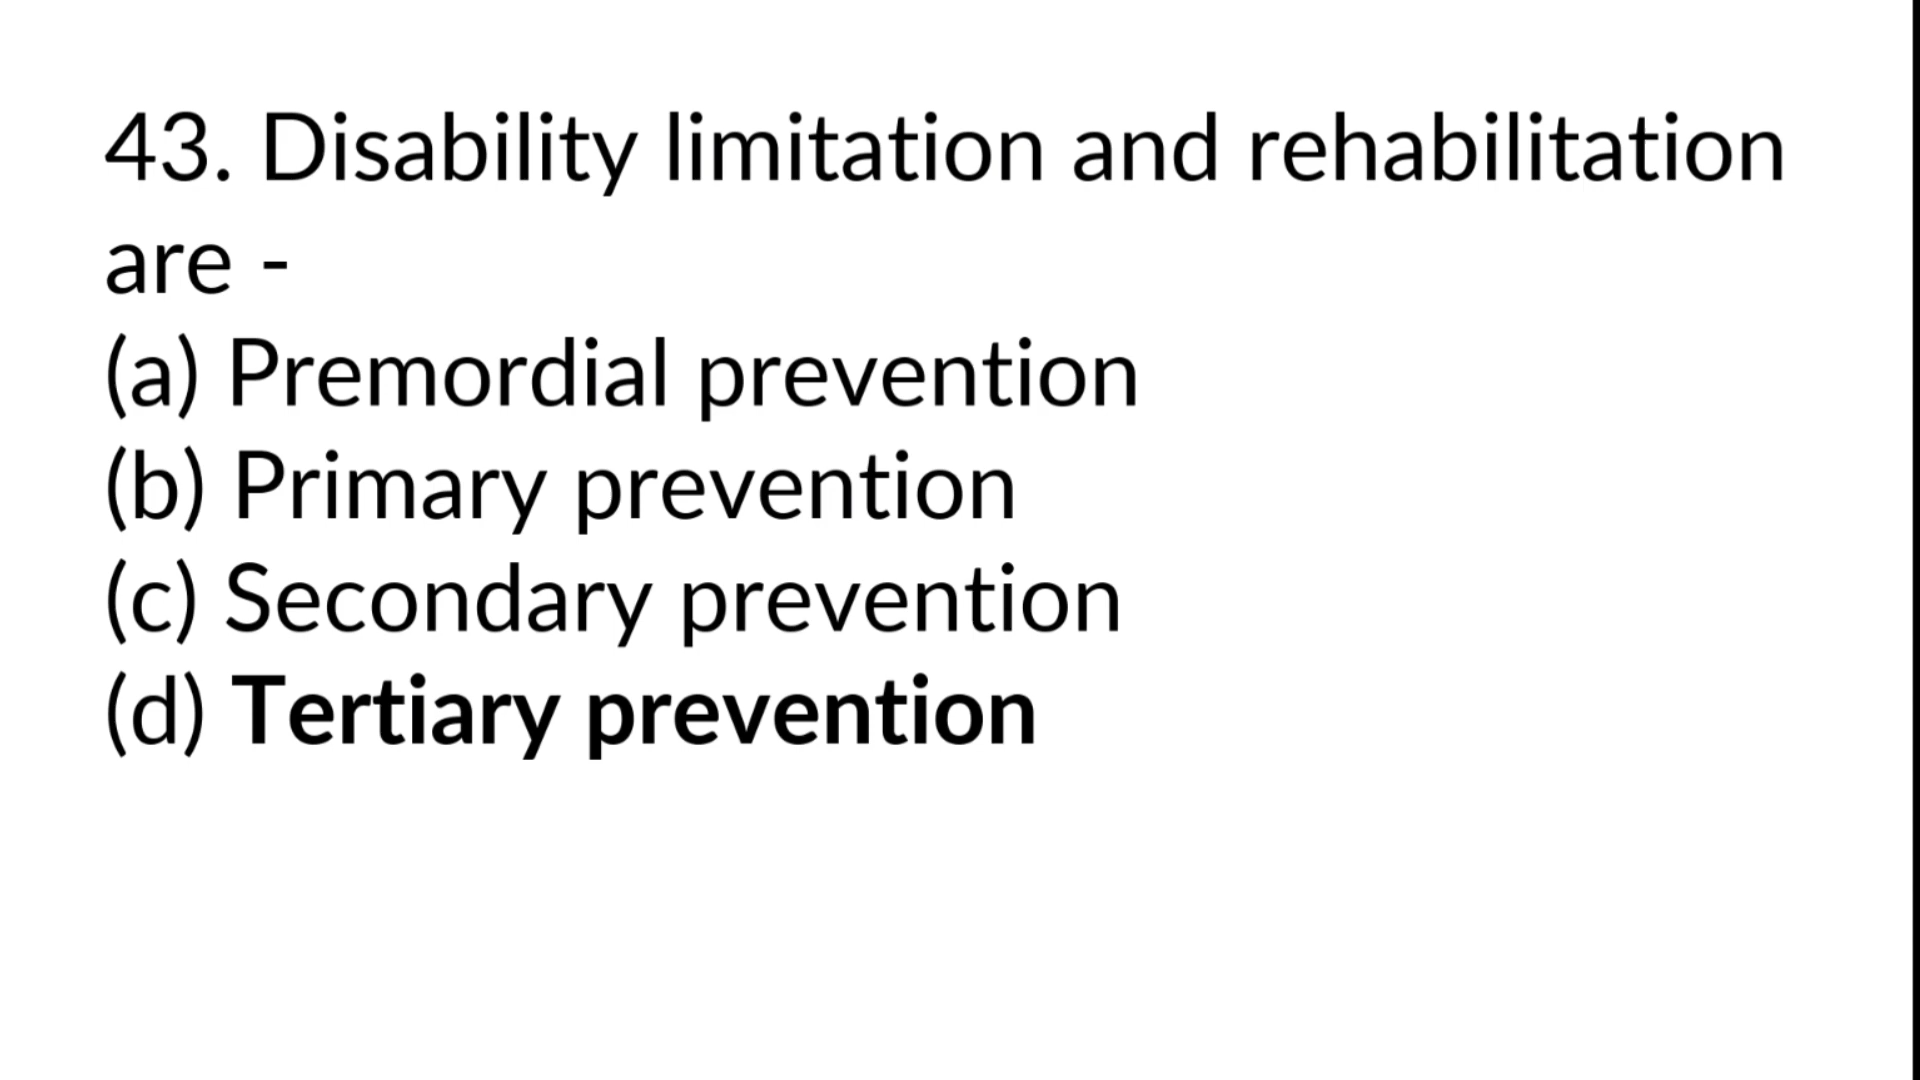 43. Disability limitation and rehabilitation
are -
(a) Premordial prevention
(b) Primary prevention
(c) Secondary prevention
(d) Tertiary prevention